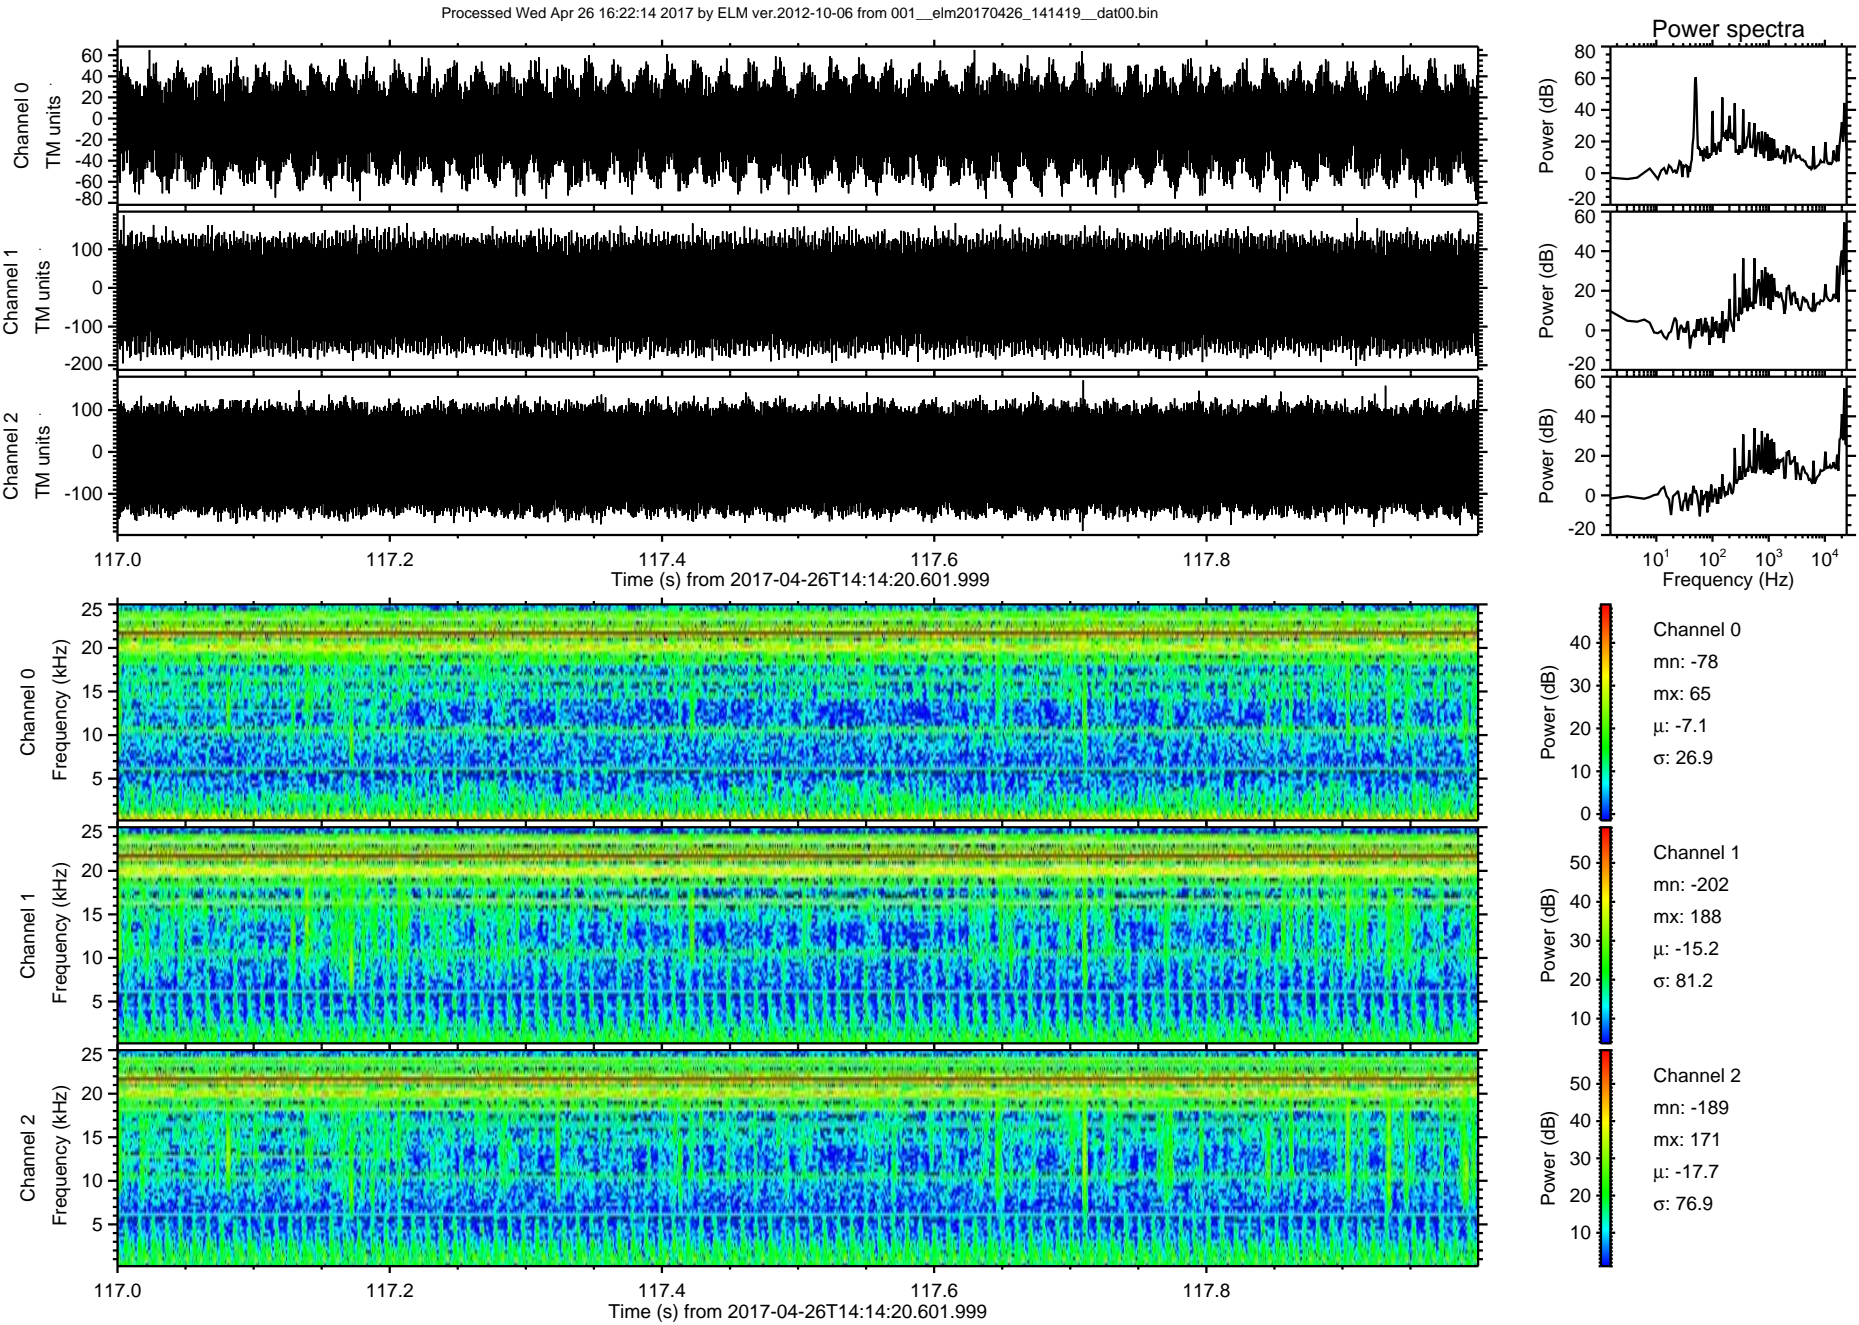 Processed Wed Apr 26 16:22:14 2017 by ELM ver.2012-10-06 from 001__elm20170426_141419__dat00.bin
Power spectra
Channel 0
TM units
60
40
20
0
-20
-40
-60
-80
Power (dB)
80
60
40
20
0
-20
Channel 1
TM units
100
0
-100
-200
Power (dB)
60
40
20
0
-20
Channel 2
TM units
100
0
-100
Power (dB)
60
40
20
0
-20
117.0 117.2 117.4 117.6 117.8
Time (s) from 2017-04-26T14:14:20.601.999
10^1 10^2 10^3 10^4
Frequency (Hz)
Channel 0
Frequency (kHz)
25
20
15
10
5
Power (dB)
40
30
20
10
0
Channel 0
mn: -78
mx: 65
µ: -7.1
σ: 26.9
Channel 1
Frequency (kHz)
25
20
15
10
5
Power (dB)
50
40
30
20
10
Channel 1
mn: -202
mx: 188
µ: -15.2
σ: 81.2
Channel 2
Frequency (kHz)
25
20
15
10
5
Power (dB)
50
40
30
20
10
Channel 2
mn: -189
mx: 171
µ: -17.7
σ: 76.9
117.0 117.2 117.4 117.6 117.8
Time (s) from 2017-04-26T14:14:20.601.999